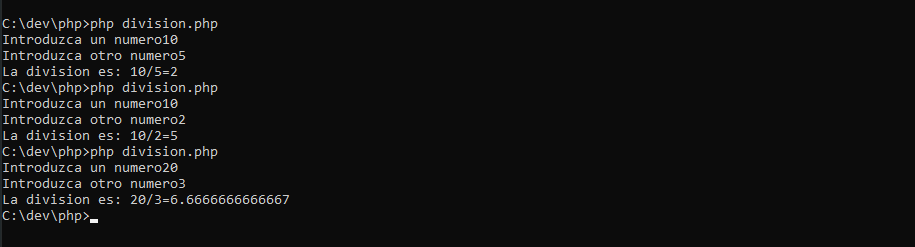 C:\dev\php>php division.php
Introduzca un numero10
Introduzca otro numero5
La division es: 10/5=2
C:\dev\php>php division.php
Introduzca un numero10
Introduzca otro numero2
La division es: 10/2=5
C:\dev\php>php division.php
Introduzca un numero20
Introduzca otro numero3
La division es: 20/3=6.6666666666667
C:\dev\php>